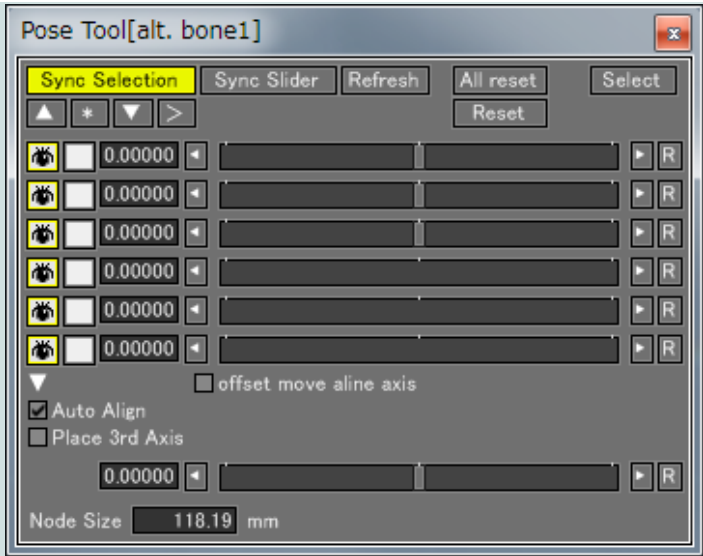 Pose Tool[alt. bone1]
x
Sync Selection Sync Slider Refresh All reset Select
* > Reset
0.00000 R
0.00000 R
0.00000 R
0.00000 R
0.00000 R
0.00000 R
offset move aline axis
Auto Align
Place 3rd Axis
0.00000 R
Node Size 118.19 mm